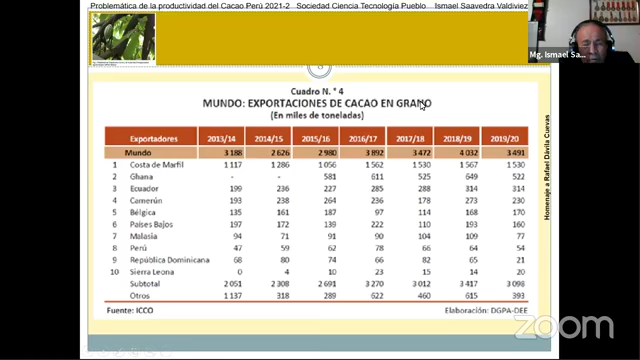 Problemática de la productividad del Cacao Perú 2021-2 Sociedad Ciencia Tecnología Pueblo Ismael Saavedra Valdiviez
Mg. Ismael Sa...
Cuadro N.° 4
MUNDO: EXPORTACIONES DE CACAO EN GRANO
(En miles de toneladas)
Exportadores 2013/14 2014/15 2015/16 2016/17 2017/18 2018/19 2019/20
Mundo 3 188 2 626 2 980 3 892 3 472 4 032 3 491
1 Costa de Marfil 1 117 1 286 1 056 1 562 1 530 1 567 1 530
2 Ghana - - 581 611 525 649 522
3 Ecuador 199 236 227 285 288 314 314
4 Camerún 193 238 264 236 178 273 230
5 Bélgica 135 161 187 97 114 168 170
6 Países Bajos 197 172 139 222 110 193 160
7 Malasia 94 71 91 90 104 109 77
8 Perú 47 59 62 78 66 64 54
9 República Dominicana 68 80 74 66 82 65 21
10 Sierra Leona 0 4 10 23 15 14 20
Subtotal 2 051 2 308 2 691 3 270 3 012 3 417 3 098
Otros 1 137 318 289 622 460 615 393
Fuente: ICCO Elaboración: DGPA-DEE
Homenaje a Rafael Dávila Cuevas
zoom